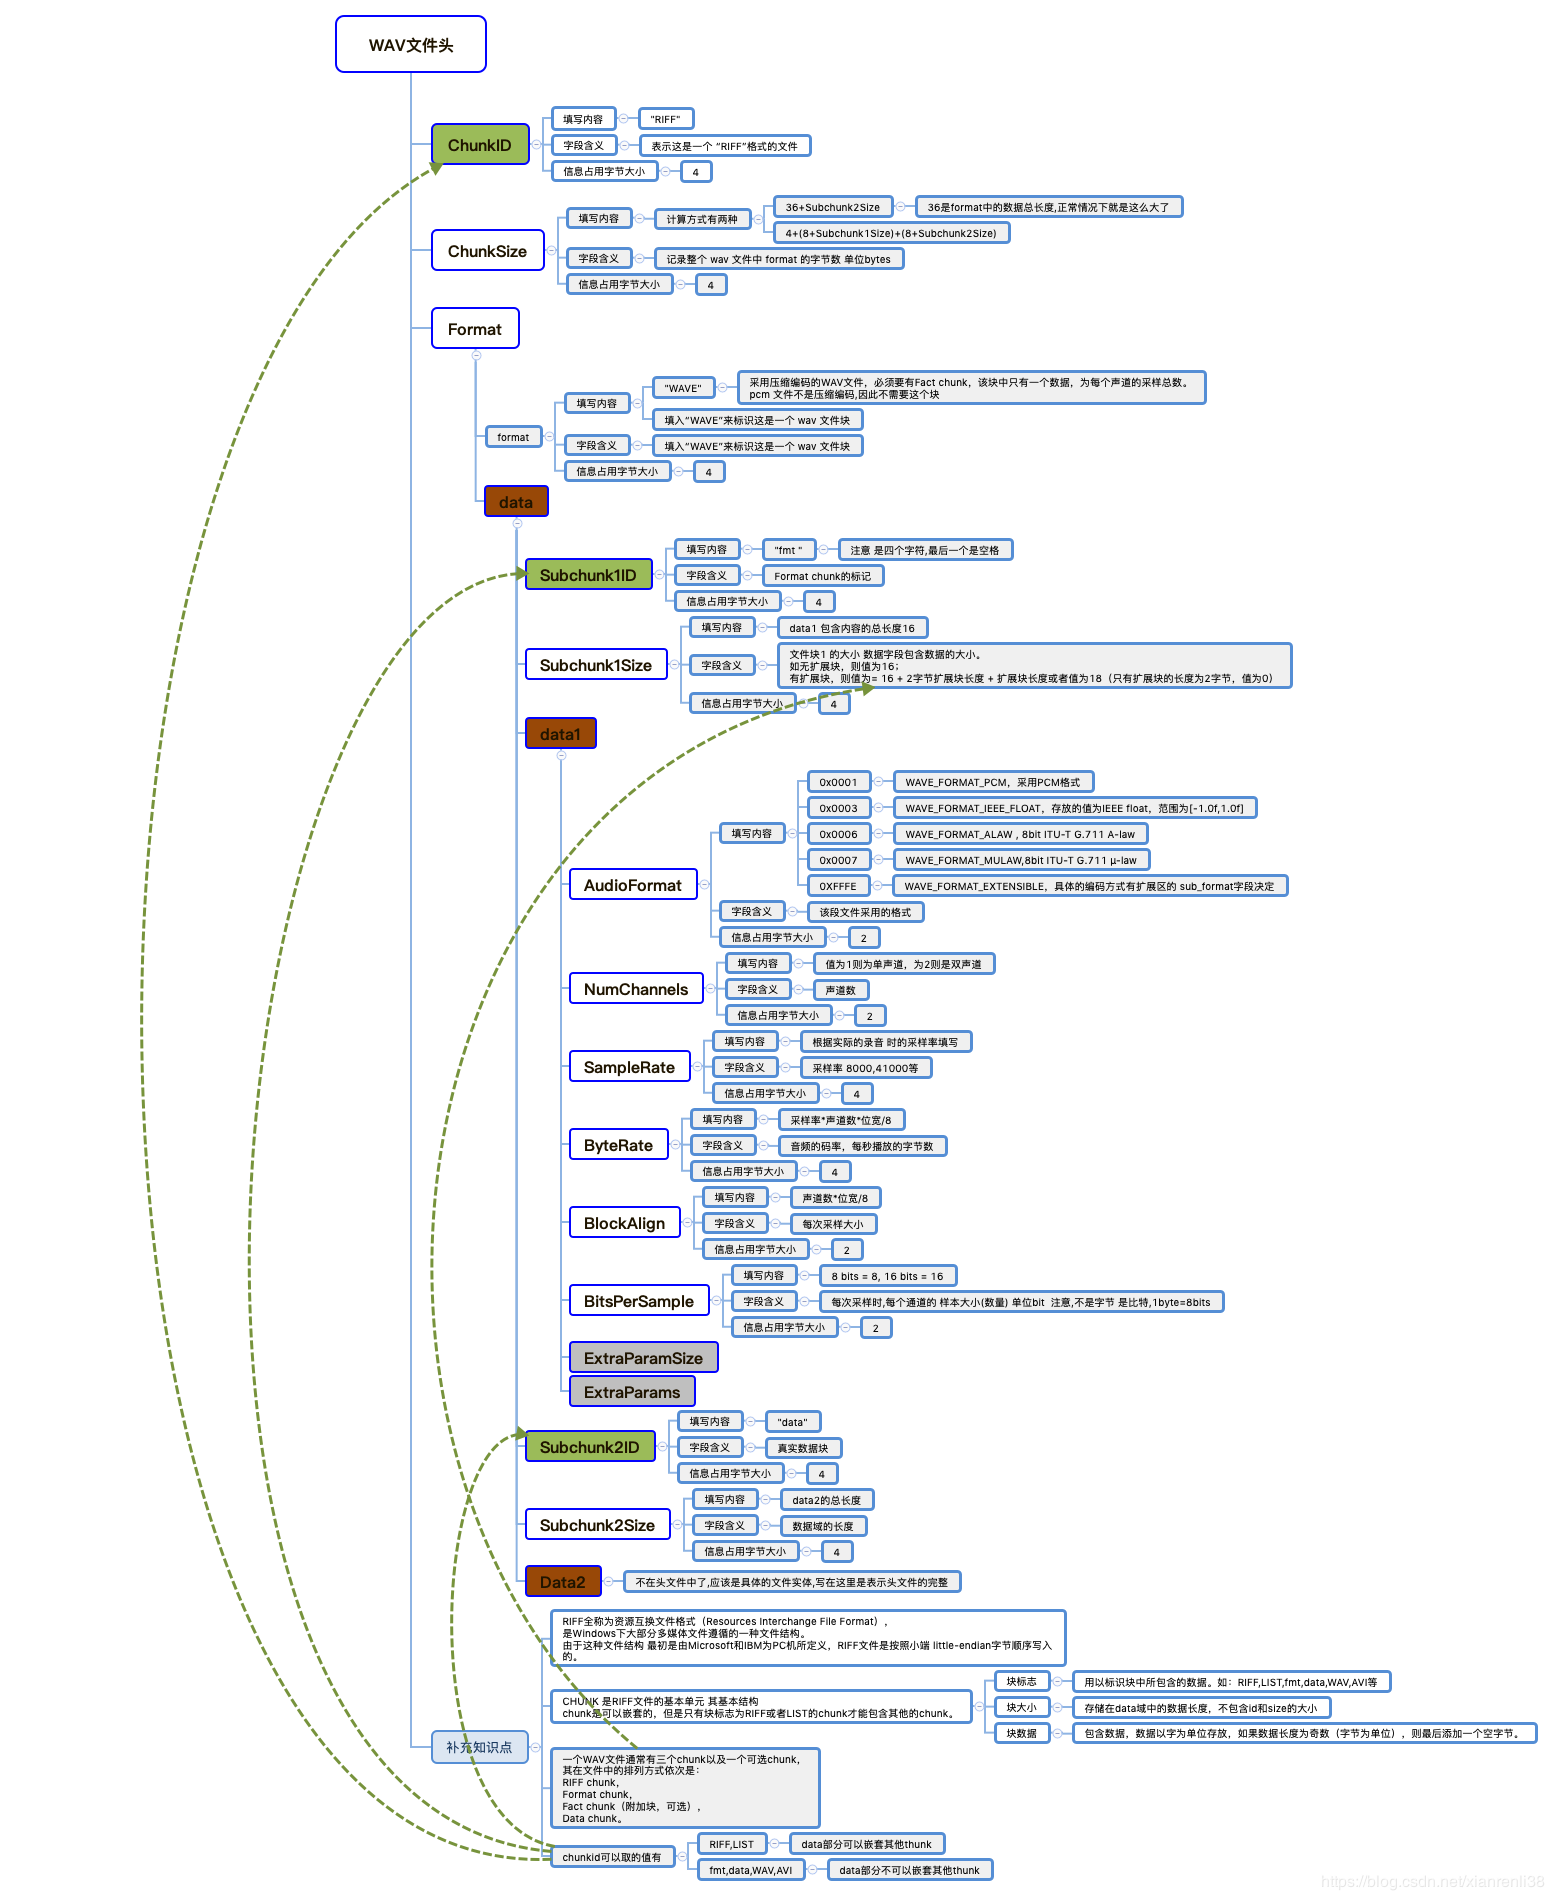 WAV文件头
ChunkID
填写内容
"RIFF"
字段含义
表示这是一个 “RIFF”格式的文件
信息占用字节大小
4
ChunkSize
填写内容
计算方式有两种
36+Subchunk2Size
36是format中的数据总长度,正常情况下就是这么大了
4+(8+Subchunk1Size)+(8+Subchunk2Size)
字段含义
记录整个 wav 文件中 format 的字节数 单位bytes
信息占用字节大小
4
Format
format
填写内容
"WAVE"
采用压缩编码的WAV文件，必须要有Fact chunk，该块中只有一个数据，为每个声道的采样总数。
pcm 文件不是压缩编码,因此不需要这个块
填入“WAVE”来标识这是一个 wav 文件块
字段含义
填入“WAVE”来标识这是一个 wav 文件块
信息占用字节大小
4
data
Subchunk1ID
填写内容
"fmt "
注意 是四个字符,最后一个是空格
字段含义
Format chunk的标记
信息占用字节大小
4
Subchunk1Size
填写内容
data1 包含内容的总长度16
字段含义
文件块1 的大小 数据字段包含数据的大小。
如无扩展块，则值为16；
有扩展块，则值为= 16 + 2字节扩展块长度 + 扩展块长度或者值为18（只有扩展块的长度为2字节，值为0）
信息占用字节大小
4
data1
AudioFormat
填写内容
0x0001
WAVE_FORMAT_PCM，采用PCM格式
0x0003
WAVE_FORMAT_IEEE_FLOAT，存放的值为IEEE float，范围为[-1.0f,1.0f]
0x0006
WAVE_FORMAT_ALAW , 8bit ITU-T G.711 A-law
0x0007
WAVE_FORMAT_MULAW,8bit ITU-T G.711 μ-law
0XFFFE
WAVE_FORMAT_EXTENSIBLE，具体的编码方式有扩展区的 sub_format字段决定
字段含义
该段文件采用的格式
信息占用字节大小
2
NumChannels
填写内容
值为1则为单声道，为2则是双声道
字段含义
声道数
信息占用字节大小
2
SampleRate
填写内容
根据实际的录音 时的采样率填写
字段含义
采样率 8000,41000等
信息占用字节大小
4
ByteRate
填写内容
采样率*声道数*位宽/8
字段含义
音频的码率，每秒播放的字节数
信息占用字节大小
4
BlockAlign
填写内容
声道数*位宽/8
字段含义
每次采样大小
信息占用字节大小
2
BitsPerSample
填写内容
8 bits = 8, 16 bits = 16
字段含义
每次采样时,每个通道的 样本大小(数量) 单位bit  注意,不是字节 是比特,1byte=8bits
信息占用字节大小
2
ExtraParamSize
ExtraParams
Subchunk2ID
填写内容
"data"
字段含义
真实数据块
信息占用字节大小
4
Subchunk2Size
填写内容
data2的总长度
字段含义
数据域的长度
信息占用字节大小
4
Data2
不在头文件中了,应该是具体的文件实体,写在这里是表示头文件的完整
补充知识点
RIFF全称为资源互换文件格式（Resources Interchange File Format），
是Windows下大部分多媒体文件遵循的一种文件结构。
由于这种文件结构 最初是由Microsoft和IBM为PC机所定义，RIFF文件是按照小端 little-endian字节顺序写入
的。
CHUNK 是RIFF文件的基本单元 其基本结构
chunk是可以嵌套的，但是只有块标志为RIFF或者LIST的chunk才能包含其他的chunk。
块标志
用以标识块中所包含的数据。如：RIFF,LIST,fmt,data,WAV,AVI等
块大小
存储在data域中的数据长度，不包含id和size的大小
块数据
包含数据，数据以字为单位存放，如果数据长度为奇数（字节为单位），则最后添加一个空字节。
一个WAV文件通常有三个chunk以及一个可选chunk，
其在文件中的排列方式依次是：
RIFF chunk，
Format chunk，
Fact chunk（附加块，可选），
Data chunk。
chunkid可以取的值有
RIFF,LIST
data部分可以嵌套其他thunk
fmt,data,WAV,AVI
data部分不可以嵌套其他thunk
https://blog.csdn.net/xianrenli38